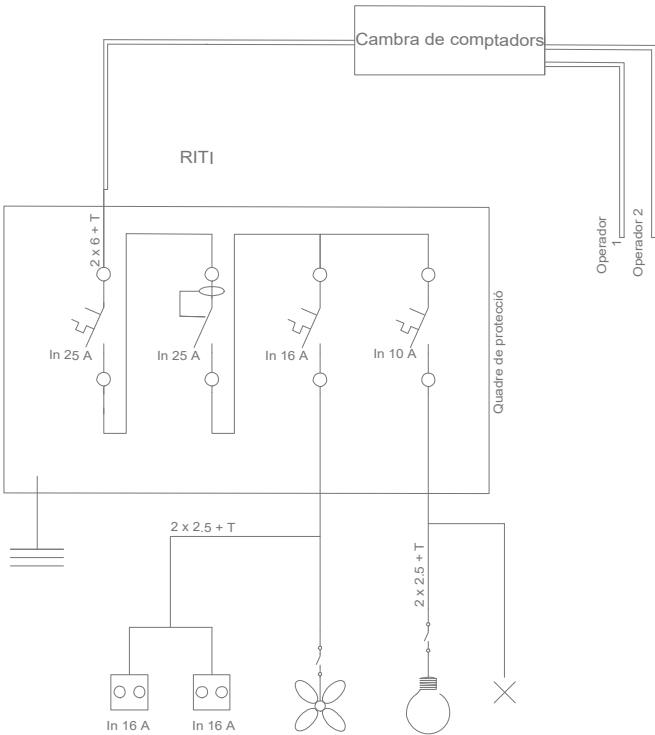 Cambra de comptadors
RITI
Operador
1
Operador 2
2 x 6 + T
In 25 A
In 25 A
In 16 A
In 10 A
Quadre de protecció
2 x 2.5 + T
2 x 2.5 + T
In 16 A
In 16 A